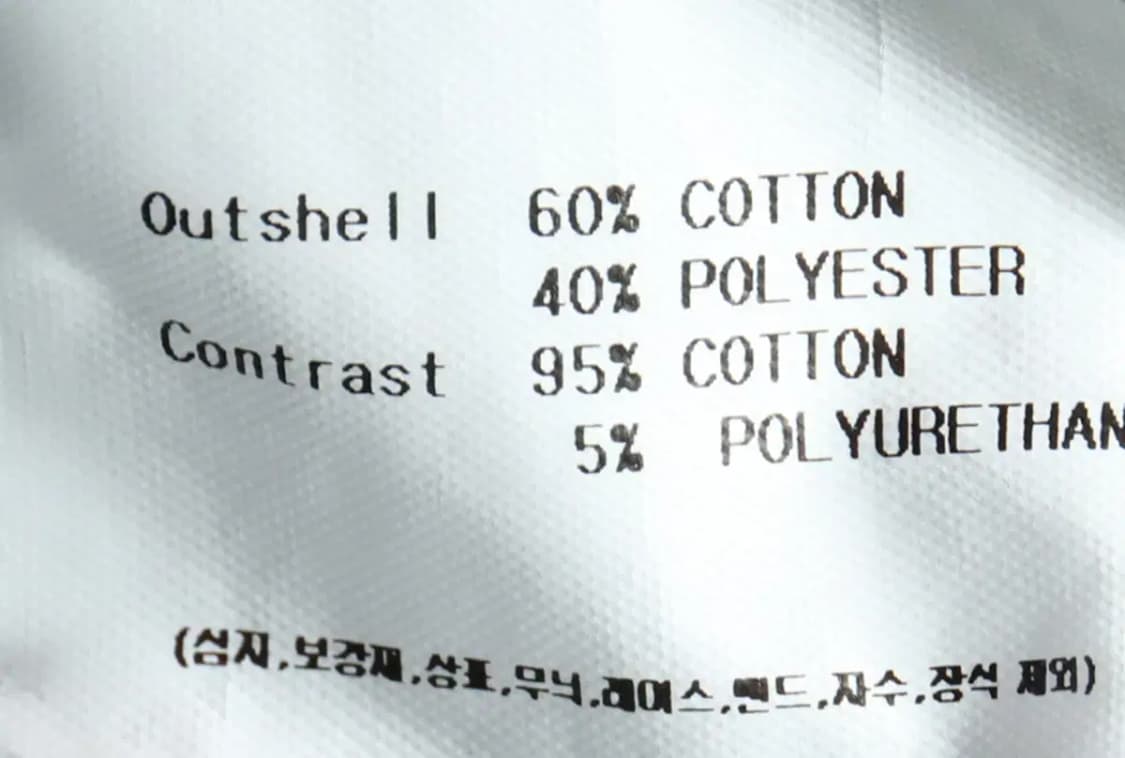 Outshell 60% COTTON
40% POLYESTER
Contrast 95% COTTON
5% POLYURETHAN
(심지,보강재,상표,무늬,레이스,밴드,자수,장식 제외)